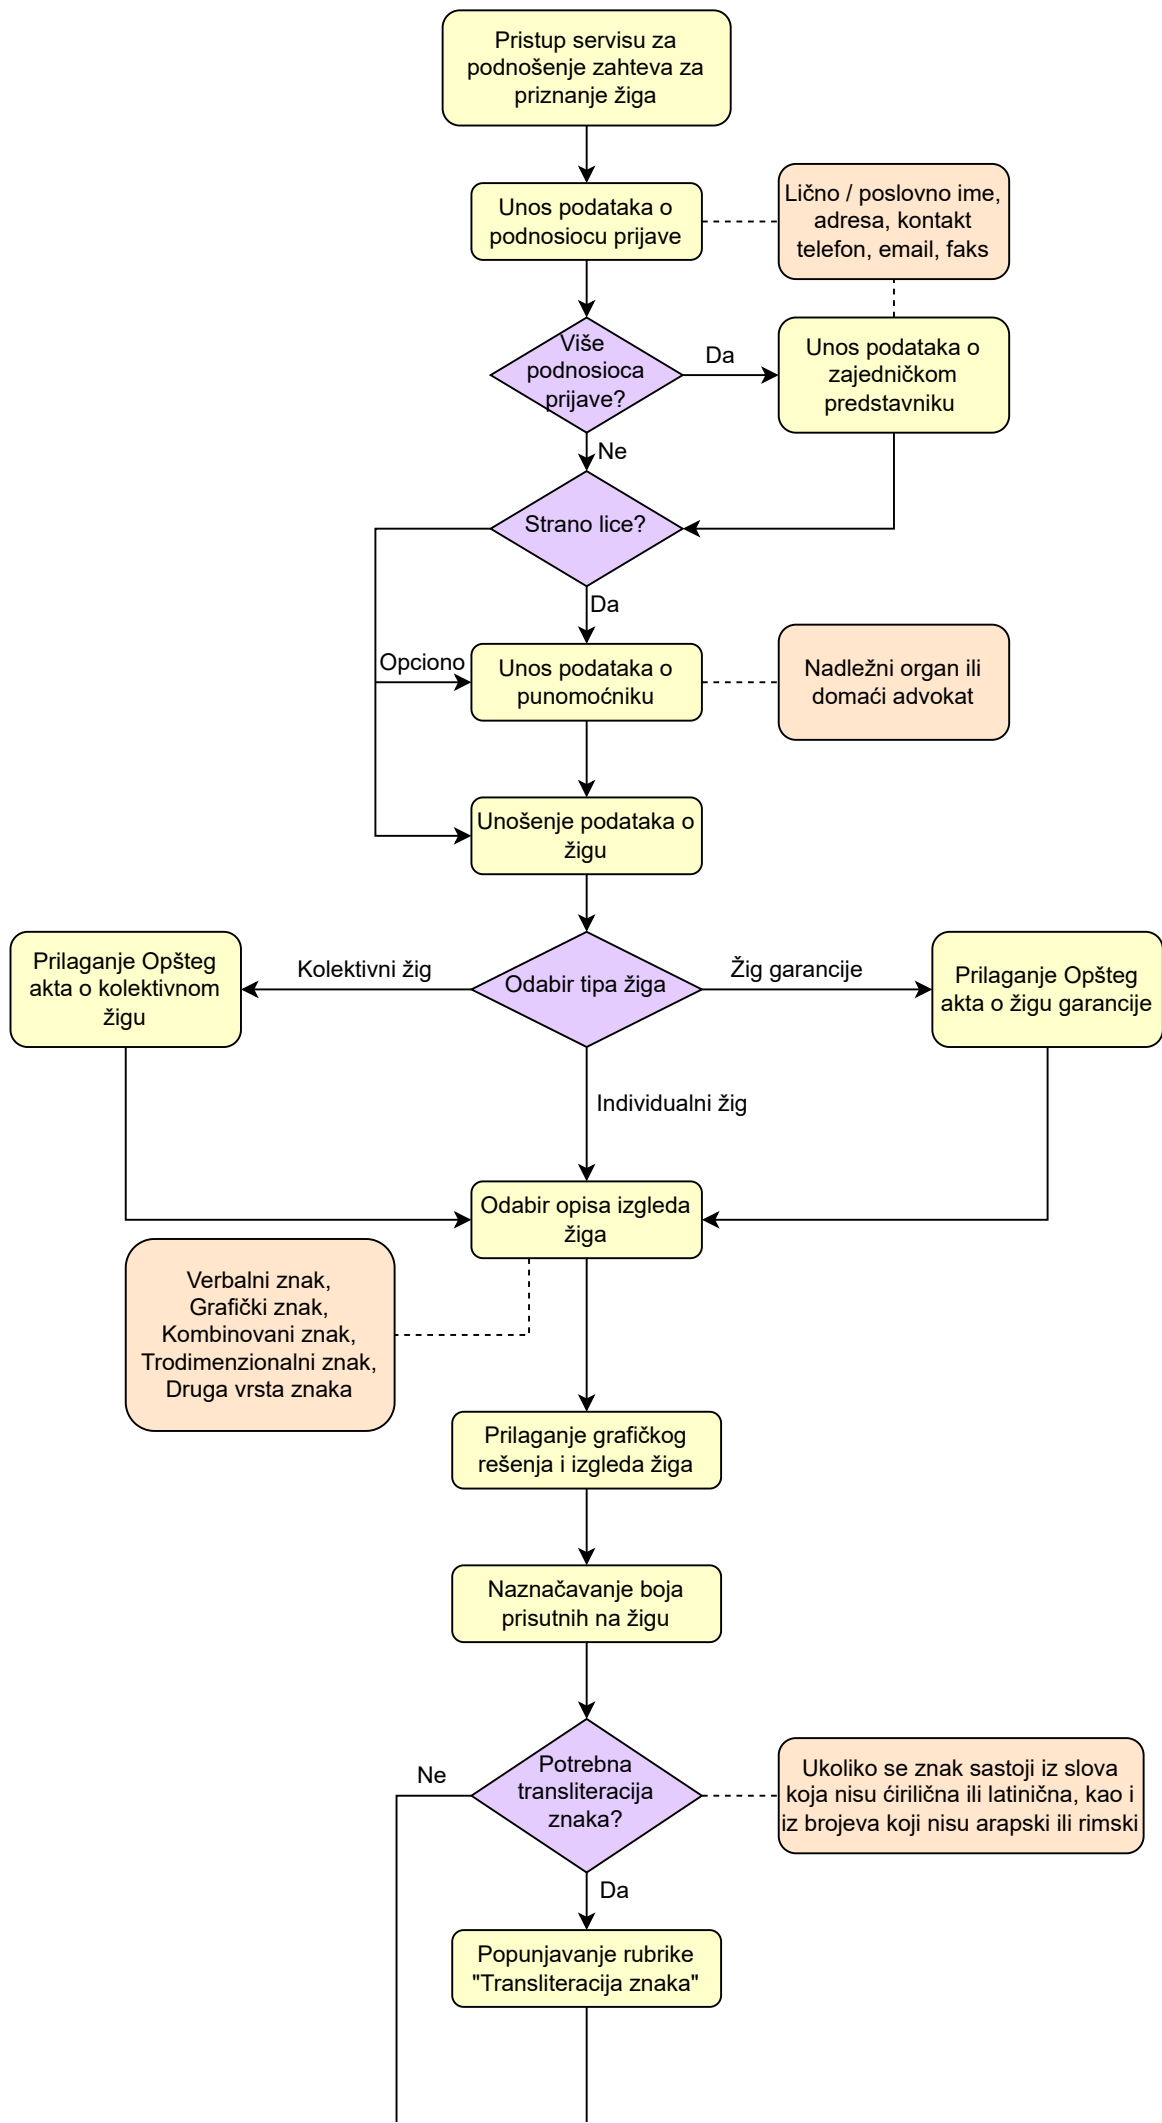 Pristup servisu za
podnošenje zahteva za
priznanje žiga
Unos podataka o
podnosiocu prijave
Lično / poslovno ime,
adresa, kontakt
telefon, email, faks
Više
podnosioca
prijave?
Da
Unos podataka o
zajedničkom
predstavniku
Ne
Strano lice?
Da
Opciono
Unos podataka o
punomoćniku
Nadležni organ ili
domaći advokat
Unošenje podataka o
žigu
Prilaganje Opšteg
akta o kolektivnom
žigu
Kolektivni žig
Odabir tipa žiga
Žig garancije
Prilaganje Opšteg
akta o žigu garancije
Individualni žig
Odabir opisa izgleda
žiga
Verbalni znak,
Grafički znak,
Kombinovani znak,
Trodimenzionalni znak,
Druga vrsta znaka
Prilaganje grafičkog
rešenja i izgleda žiga
Naznačavanje boja
prisutnih na žigu
Ne
Potrebna
transliteracija
znaka?
Ukoliko se znak sastoji iz slova
koja nisu ćirilična ili latinična, kao i
iz brojeva koji nisu arapski ili rimski
Da
Popunjavanje rubrike
"Transliteracija znaka"